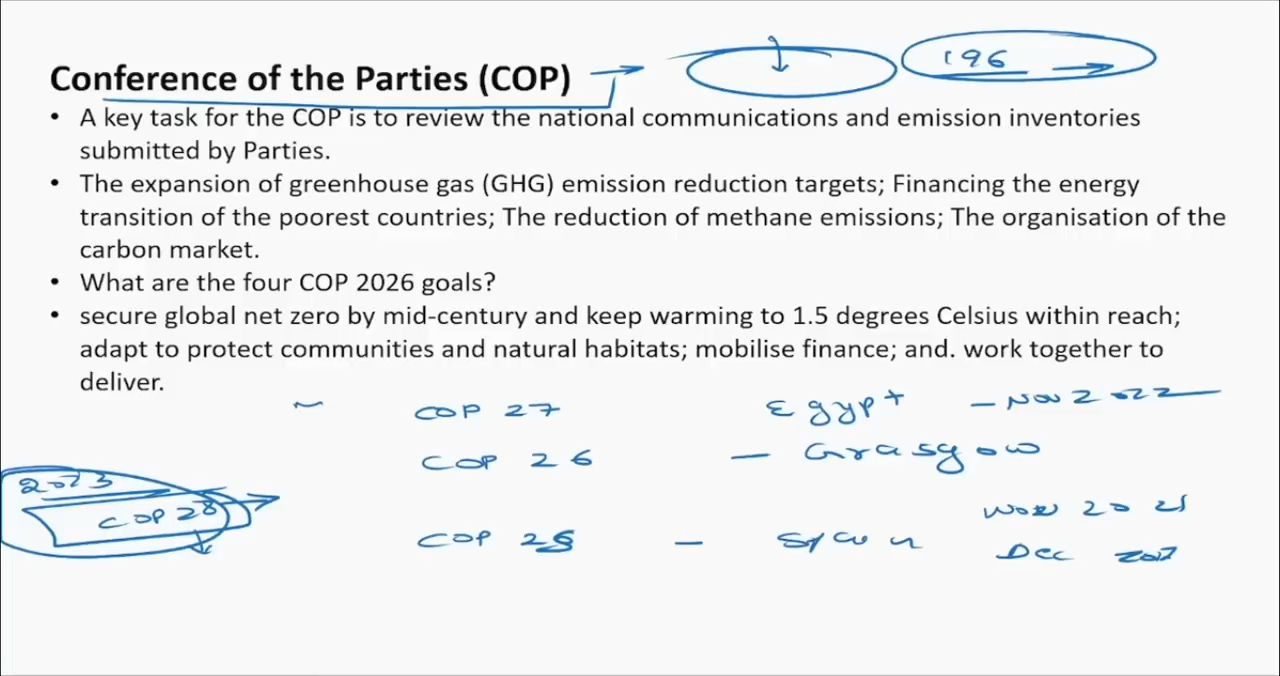 Conference of the Parties (COP)
196
• A key task for the COP is to review the national communications and emission inventories
submitted by Parties.
• The expansion of greenhouse gas (GHG) emission reduction targets; Financing the energy
transition of the poorest countries; The reduction of methane emissions; The organisation of the
carbon market.
• What are the four COP 2026 goals?
• secure global net zero by mid-century and keep warming to 1.5 degrees Celsius within reach;
adapt to protect communities and natural habitats; mobilise finance; and. work together to
deliver.
COP 27 Egypt - Nov 2022
COP 26 - Grasgow
2023
COP 28
2021
COP 25 -
Dec